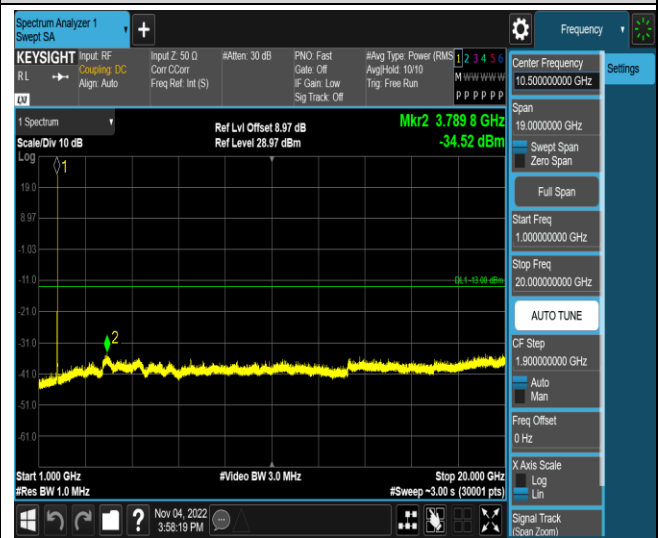 Spectrum Analyzer 1
Swept SA
+
Frequency
KEYSIGHT
RL
LXI
Input: RF
Coupling: DC
Align: Auto
Input Z: 50 Ω
Corr CCorr
Freq Ref: Int (S)
#Atten: 30 dB
PNO: Fast
Gate: Off
IF Gain: Low
Sig Track: Off
#Avg Type: Power (RMS
Avg|Hold: 10/10
Trig: Free Run
1 2 3 4 5 6
M W W W W W
P P P P P P
1 Spectrum
Scale/Div 10 dB
Log
Ref Lvl Offset 8.97 dB
Ref Level 28.97 dBm
Mkr2 3.789 8 GHz
-34.52 dBm
1
19.0
8.97
-1.03
-11.0
DL1 -13.00 dBm
-21.0
-31.0
2
-41.0
-51.0
-61.0
Start 1.000 GHz
#Res BW 1.0 MHz
#Video BW 3.0 MHz
Stop 20.000 GHz
#Sweep ~3.00 s (30001 pts)
Nov 04, 2022
3:58:19 PM
Center Frequency
10.500000000 GHz
Span
19.0000000 GHz
Swept Span
Zero Span
Full Span
Start Freq
1.000000000 GHz
Stop Freq
20.000000000 GHz
AUTO TUNE
CF Step
1.900000000 GHz
Auto
Man
Freq Offset
0 Hz
X Axis Scale
Log
Lin
Signal Track
(Span Zoom)
Settings